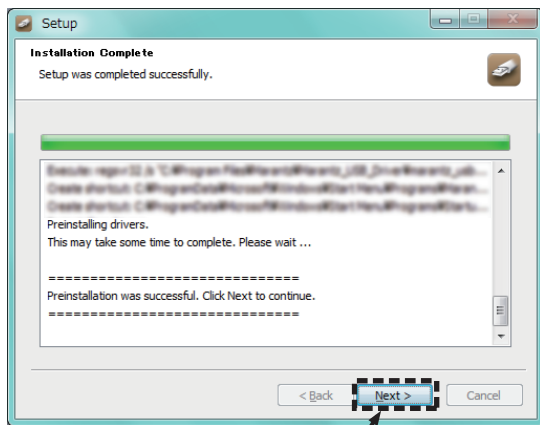 Setup
Installation Complete
Setup was completed successfully.
Preinstalling drivers.
This may take some time to complete. Please wait ...
==============================
Preinstallation was successful. Click Next to continue.
==============================
< Back Next > Cancel